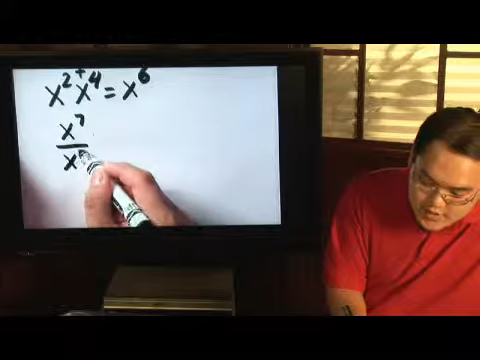 x² + x⁴ = x⁶
x⁷
x